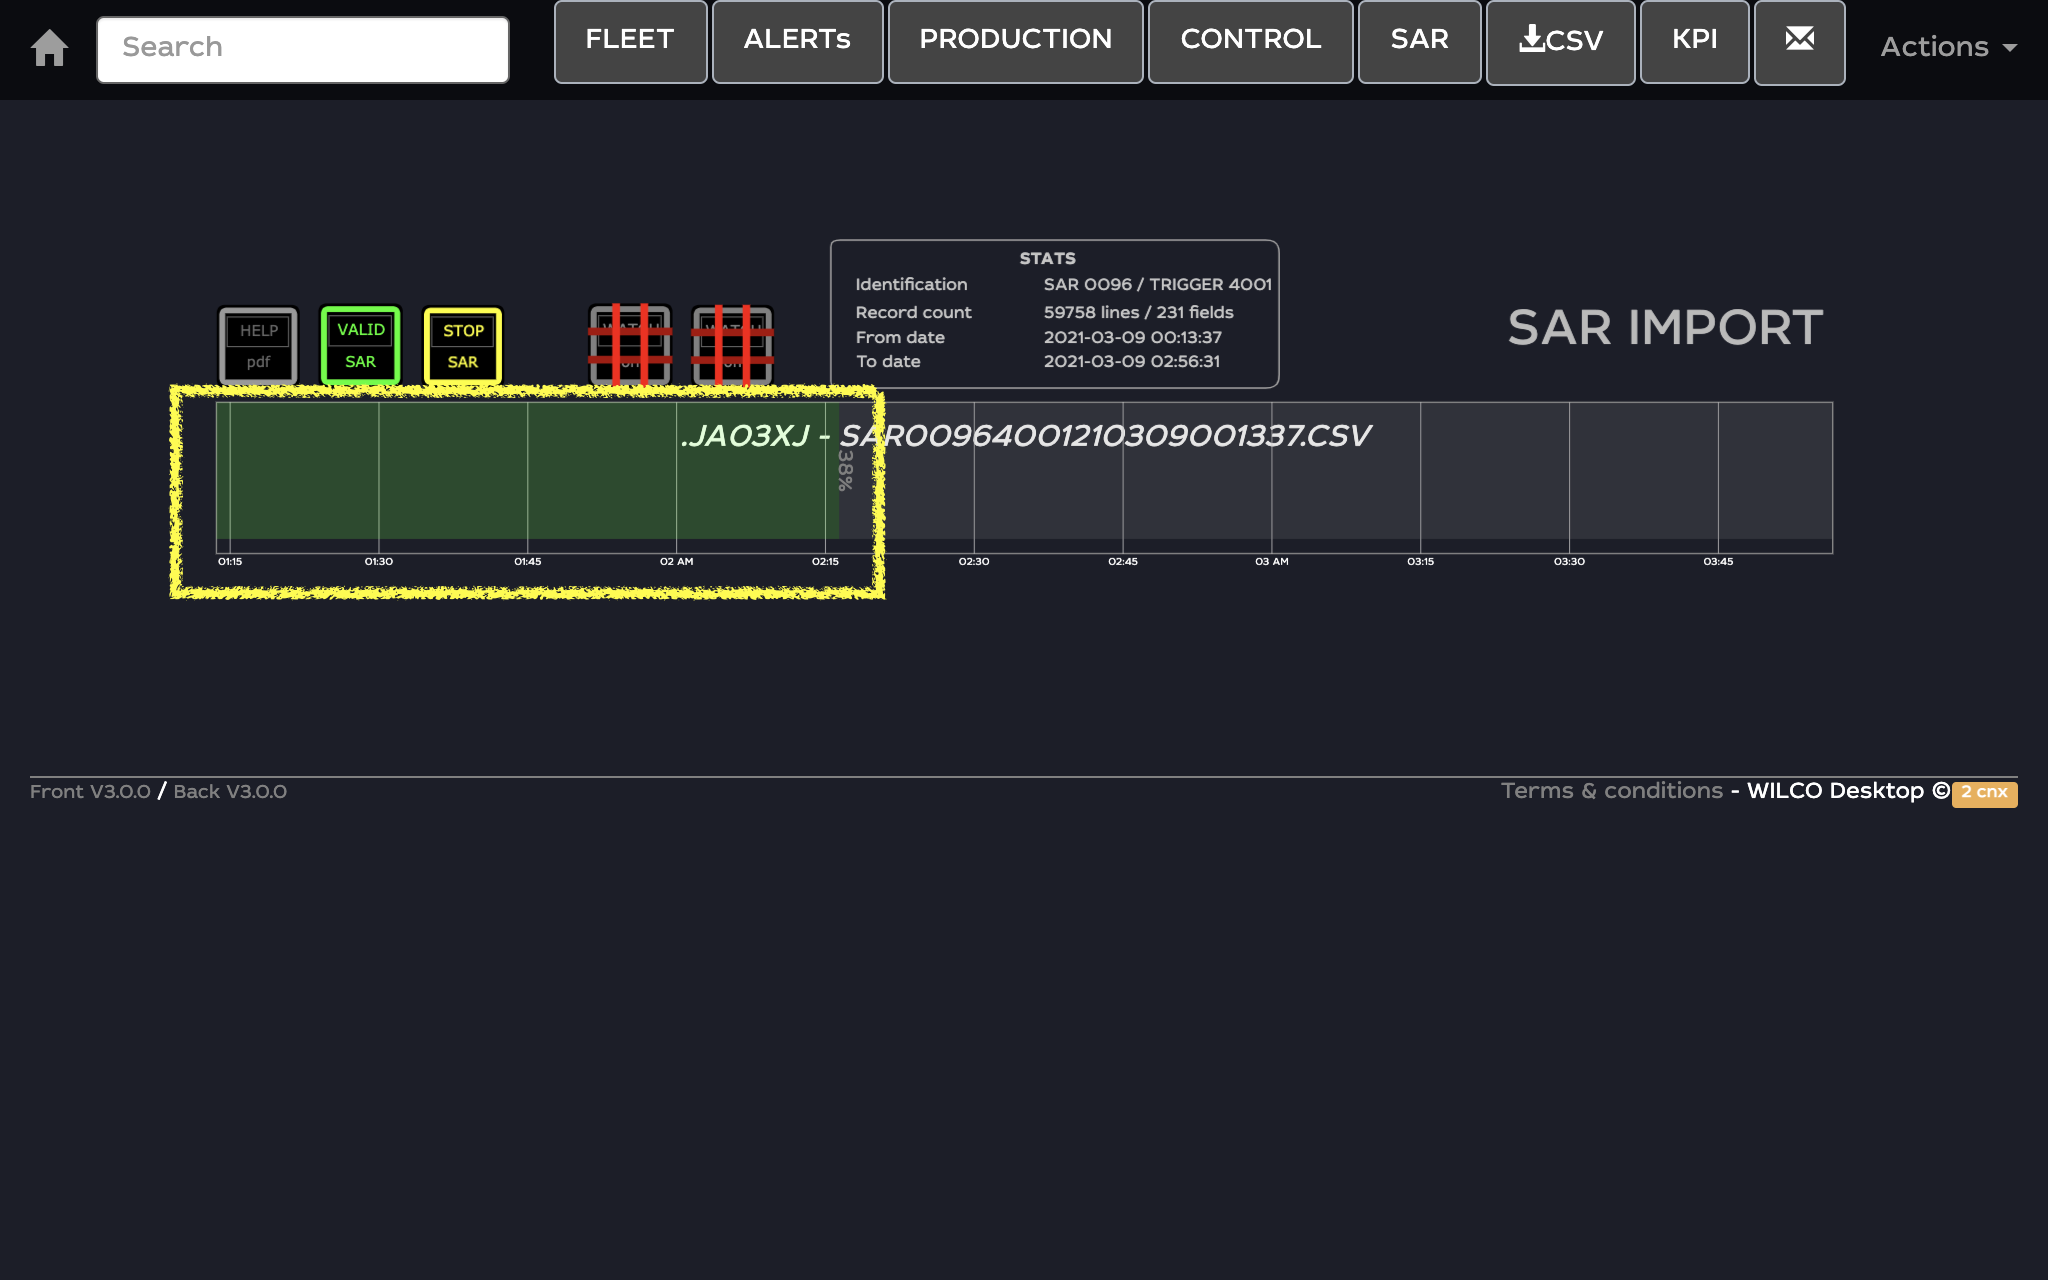 Search
FLEET
ALERTs
PRODUCTION
CONTROL
SAR
CSV
KPI
Actions
STATS
Identification SAR 0096 / TRIGGER 4001
Record count 59758 lines / 231 fields
From date 2021-03-09 00:13:37
To date 2021-03-09 02:56:31
HELP
pdf
VALID
SAR
STOP
SAR
SAR IMPORT
.JA03XJ - SAR00964001210309001337.CSV
38%
01:15 01:30 01:45 02 AM 02:15 02:30 02:45 03 AM 03:15 03:30 03:45
Front V3.0.0 / Back V3.0.0
Terms & conditions - WILCO Desktop © 2 cnx